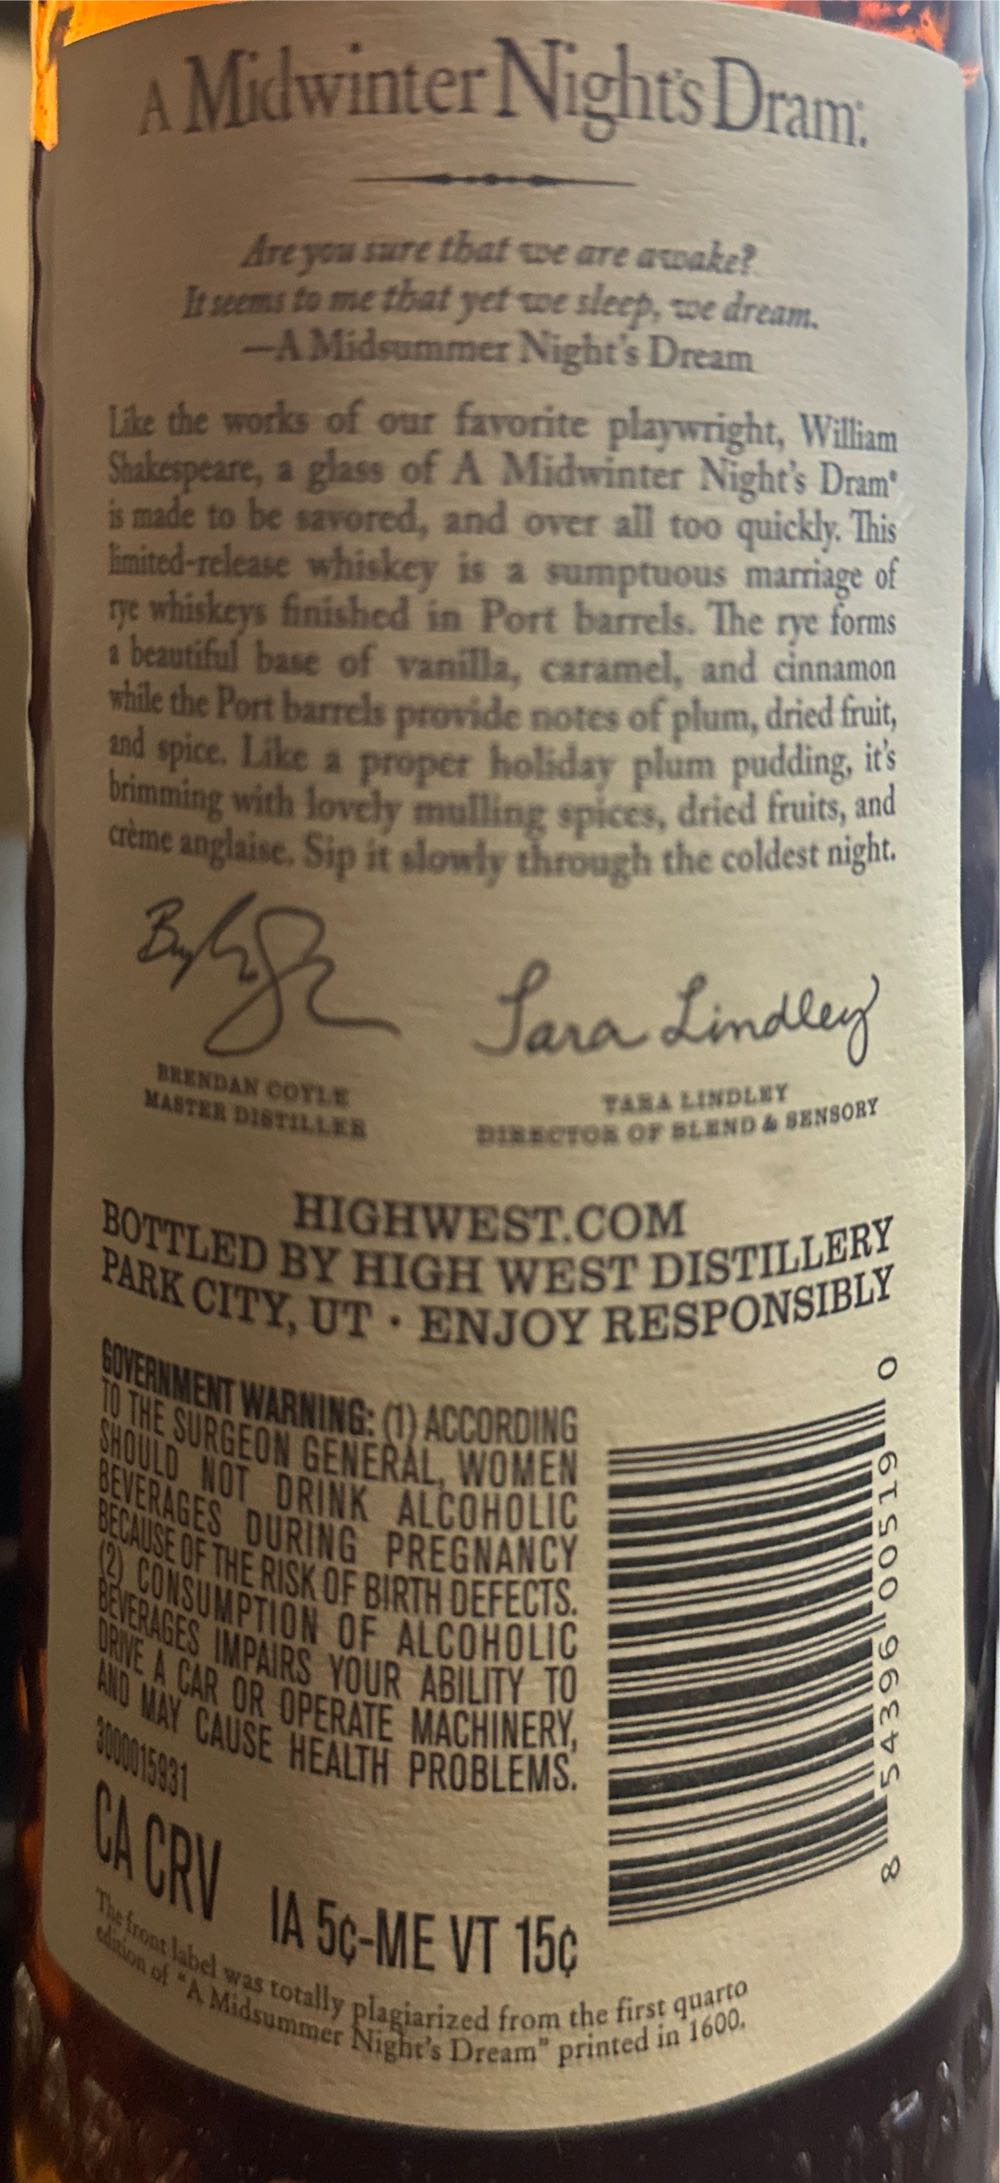 A Midwinter Night's Dram.
Are you sure that we are awake?
It seems to me that yet we sleep, we dream.
—A Midsummer Night's Dream
Like the works of our favorite playwright, William
Shakespeare, a glass of A Midwinter Night's Dram®
is made to be savored, and over all too quickly. This
limited-release whiskey is a sumptuous marriage of
rye whiskeys finished in Port barrels. The rye forms
a beautiful base of vanilla, caramel, and cinnamon
while the Port barrels provide notes of plum, dried fruit,
and spice. Like a proper holiday plum pudding, it's
brimming with lovely mulling spices, dried fruits, and
crème anglaise. Sip it slowly through the coldest night.
Tara Lindley
BRENDAN COYLE
MASTER DISTILLER
TARA LINDLEY
DIRECTOR OF BLEND & SENSORY
HIGHWEST.COM
BOTTLED BY HIGH WEST DISTILLERY
PARK CITY, UT · ENJOY RESPONSIBLY
GOVERNMENT WARNING: (1) ACCORDING
TO THE SURGEON GENERAL, WOMEN
SHOULD NOT DRINK ALCOHOLIC
BEVERAGES DURING PREGNANCY
BECAUSE OF THE RISK OF BIRTH DEFECTS.
(2) CONSUMPTION OF ALCOHOLIC
BEVERAGES IMPAIRS YOUR ABILITY TO
DRIVE A CAR OR OPERATE MACHINERY,
AND MAY CAUSE HEALTH PROBLEMS.
3000015931
8 54396 00519 0
CA CRV
IA 5¢-ME VT 15¢
The front label was totally plagiarized from the first quarto
edition of "A Midsummer Night's Dream" printed in 1600.